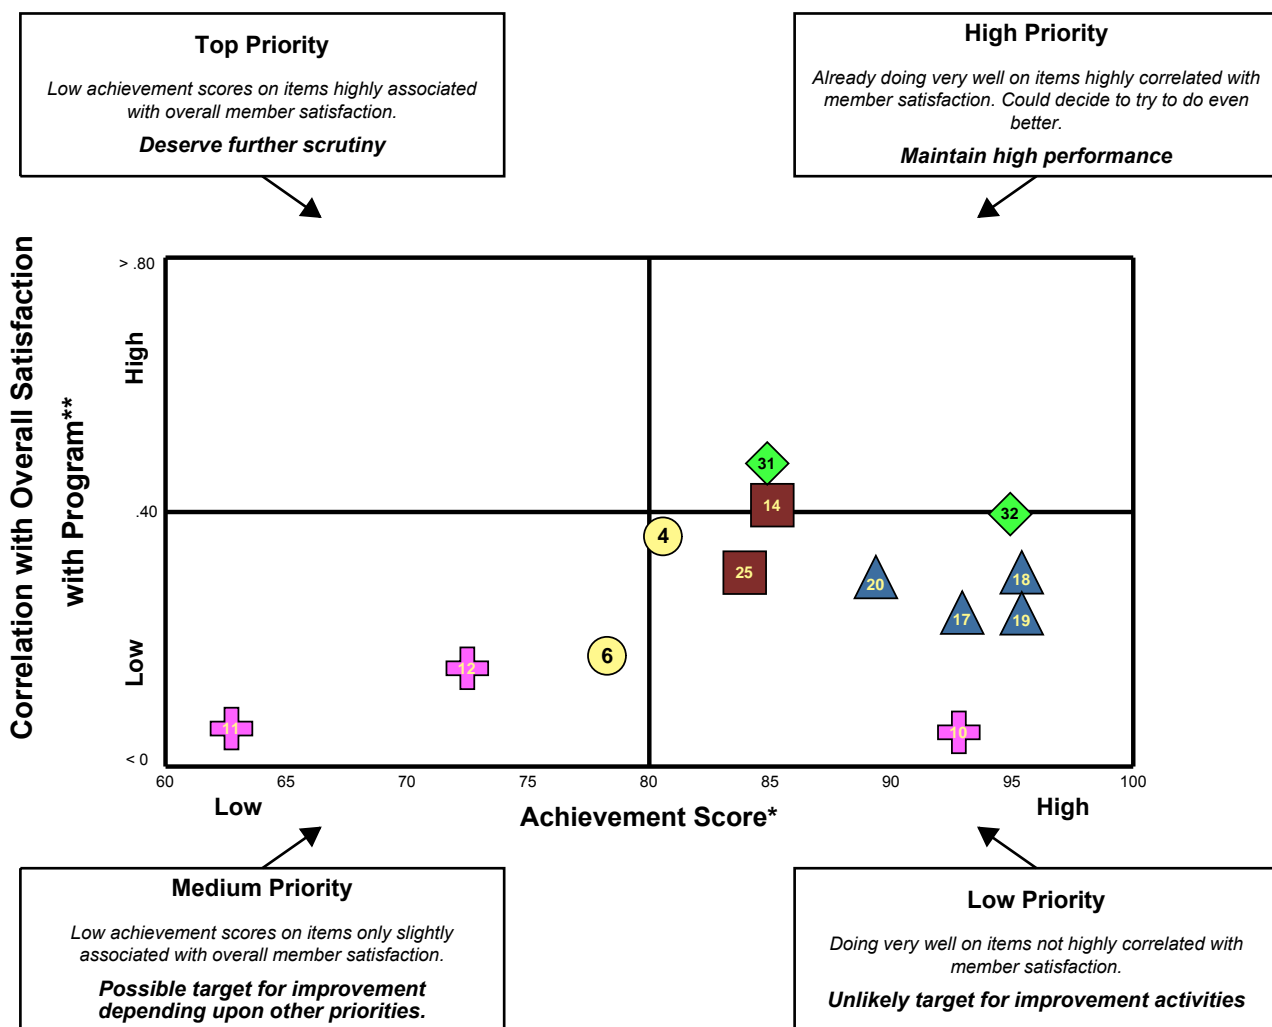 Top Priority
Low achievement scores on items highly associated
with overall member satisfaction.
Deserve further scrutiny
High Priority
Already doing very well on items highly correlated with
member satisfaction. Could decide to try to do even
better.
Maintain high performance
Correlation with Overall Satisfaction
with Program**
> .80
High
.40
Low
< 0
31
14
32
4
25
20
18
17
19
6
12
11
10
60 65 70 75 80 85 90 95 100
Low
Achievement Score*
High
Medium Priority
Low achievement scores on items only slightly
associated with overall member satisfaction.
Possible target for improvement
depending upon other priorities.
Low Priority
Doing very well on items not highly correlated with
member satisfaction.
Unlikely target for improvement activities